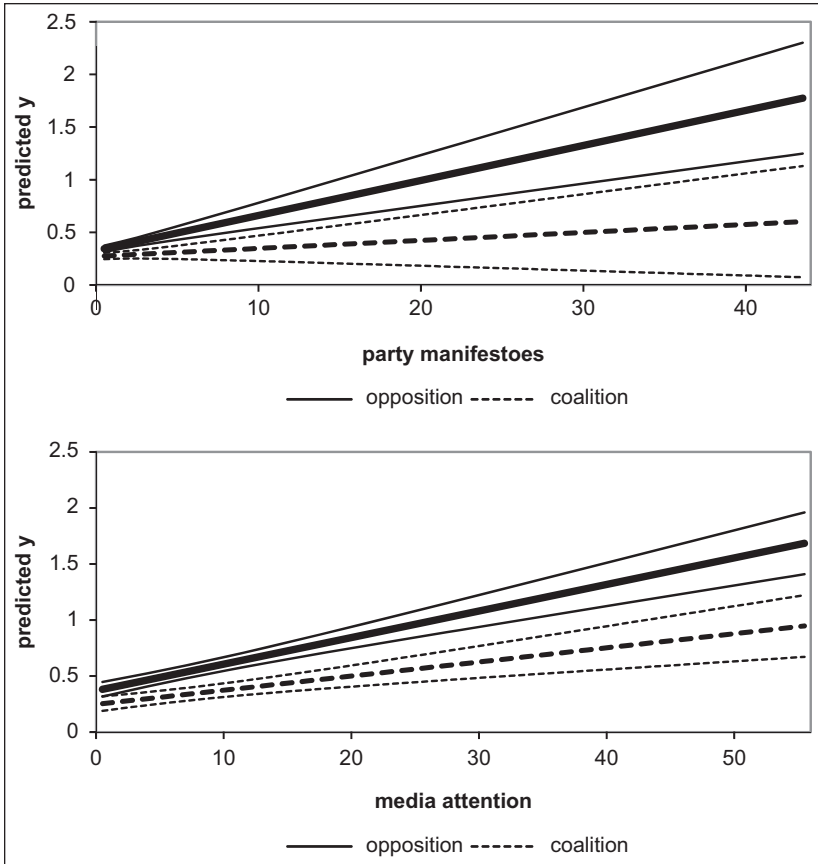 2.5
2
1.5
1
0.5
0
predicted y
0 10 20 30 40
party manifestoes
opposition coalition
2.5
2
1.5
1
0.5
0
predicted y
0 10 20 30 40 50
media attention
opposition coalition